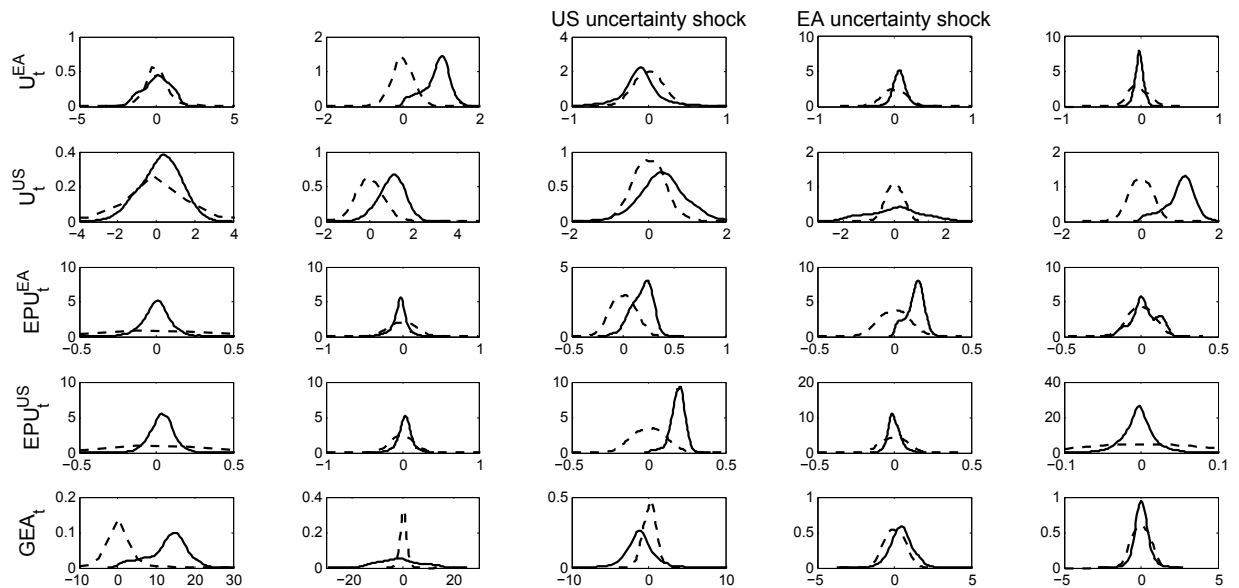 US uncertainty shock EA uncertainty shock
1 2 4 10 10
U_t^EA 0.5 1 2 5 5
0 0 0 0 0
−5 0 5 −2 0 2 −1 0 1 −1 0 1 −1 0 1
0.4 1 1 2 2
U_t^US 0.2 0.5 0.5 1 1
0 0 0 0 0
−4 −2 0 2 4 −2 0 2 4 −2 −1 0 1 2 −2 0 2 −2 −1 0 1 2
10 10 5 10 10
EPU_t^EA 5 5 5 5
0 0 0 0 0
−0.5 0 0.5 −1 0 1 −0.5 0 0.5 1 −0.5 0 0.5 −0.5 0 0.5
10 10 10 20 40
EPU_t^US 5 5 5 10 20
0 0 0 0 0
−0.5 0 0.5 −1 0 1 −0.5 0 0.5 −0.5 0 0.5 −0.1 0 0.1
0.2 0.4 0.5 1 1
GEA_t 0.1 0.2 0.5 0.5
0 0 0 0 0
−10 0 10 20 30 −20 0 20 −10 0 10 −5 0 5 −5 0 5